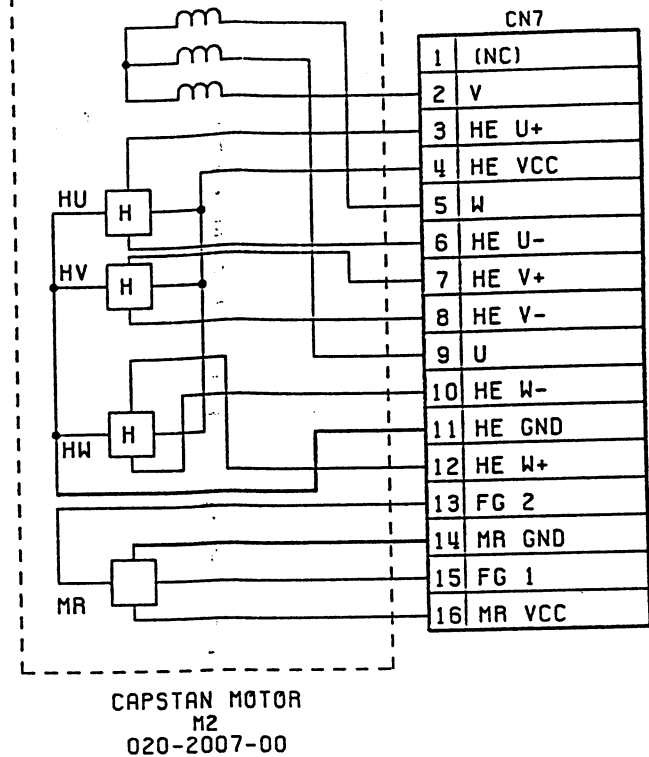 CN7
1 (NC)
2 V
3 HE U+
4 HE VCC
5 W
6 HE U-
7 HE V+
8 HE V-
9 U
10 HE W-
11 HE GND
12 HE W+
13 FG 2
14 MR GND
15 FG 1
16 MR VCC
HU
H
HV
H
HW
H
MR
CAPSTAN MOTOR
M2
020-2007-00